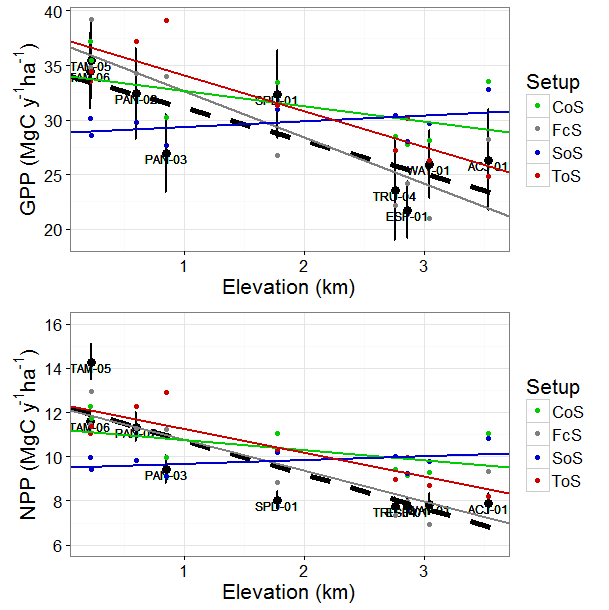 GPP (MgC y⁻¹ha⁻¹)
40
35
30
25
20
TAM-05
TAM-06
PAN-02
PAN-03
SPD-01
TRU-04
ESP-01
WAY-01
ACJ-01
1 2 3
Elevation (km)
Setup
CoS
FcS
SoS
ToS
NPP (MgC y⁻¹ha⁻¹)
16
14
12
10
8
6
TAM-05
TAM-06
PAN-02
PAN-03
SPD-01
TRU-04
ESP-01
WAY-01
ACJ-01
1 2 3
Elevation (km)
Setup
CoS
FcS
SoS
ToS